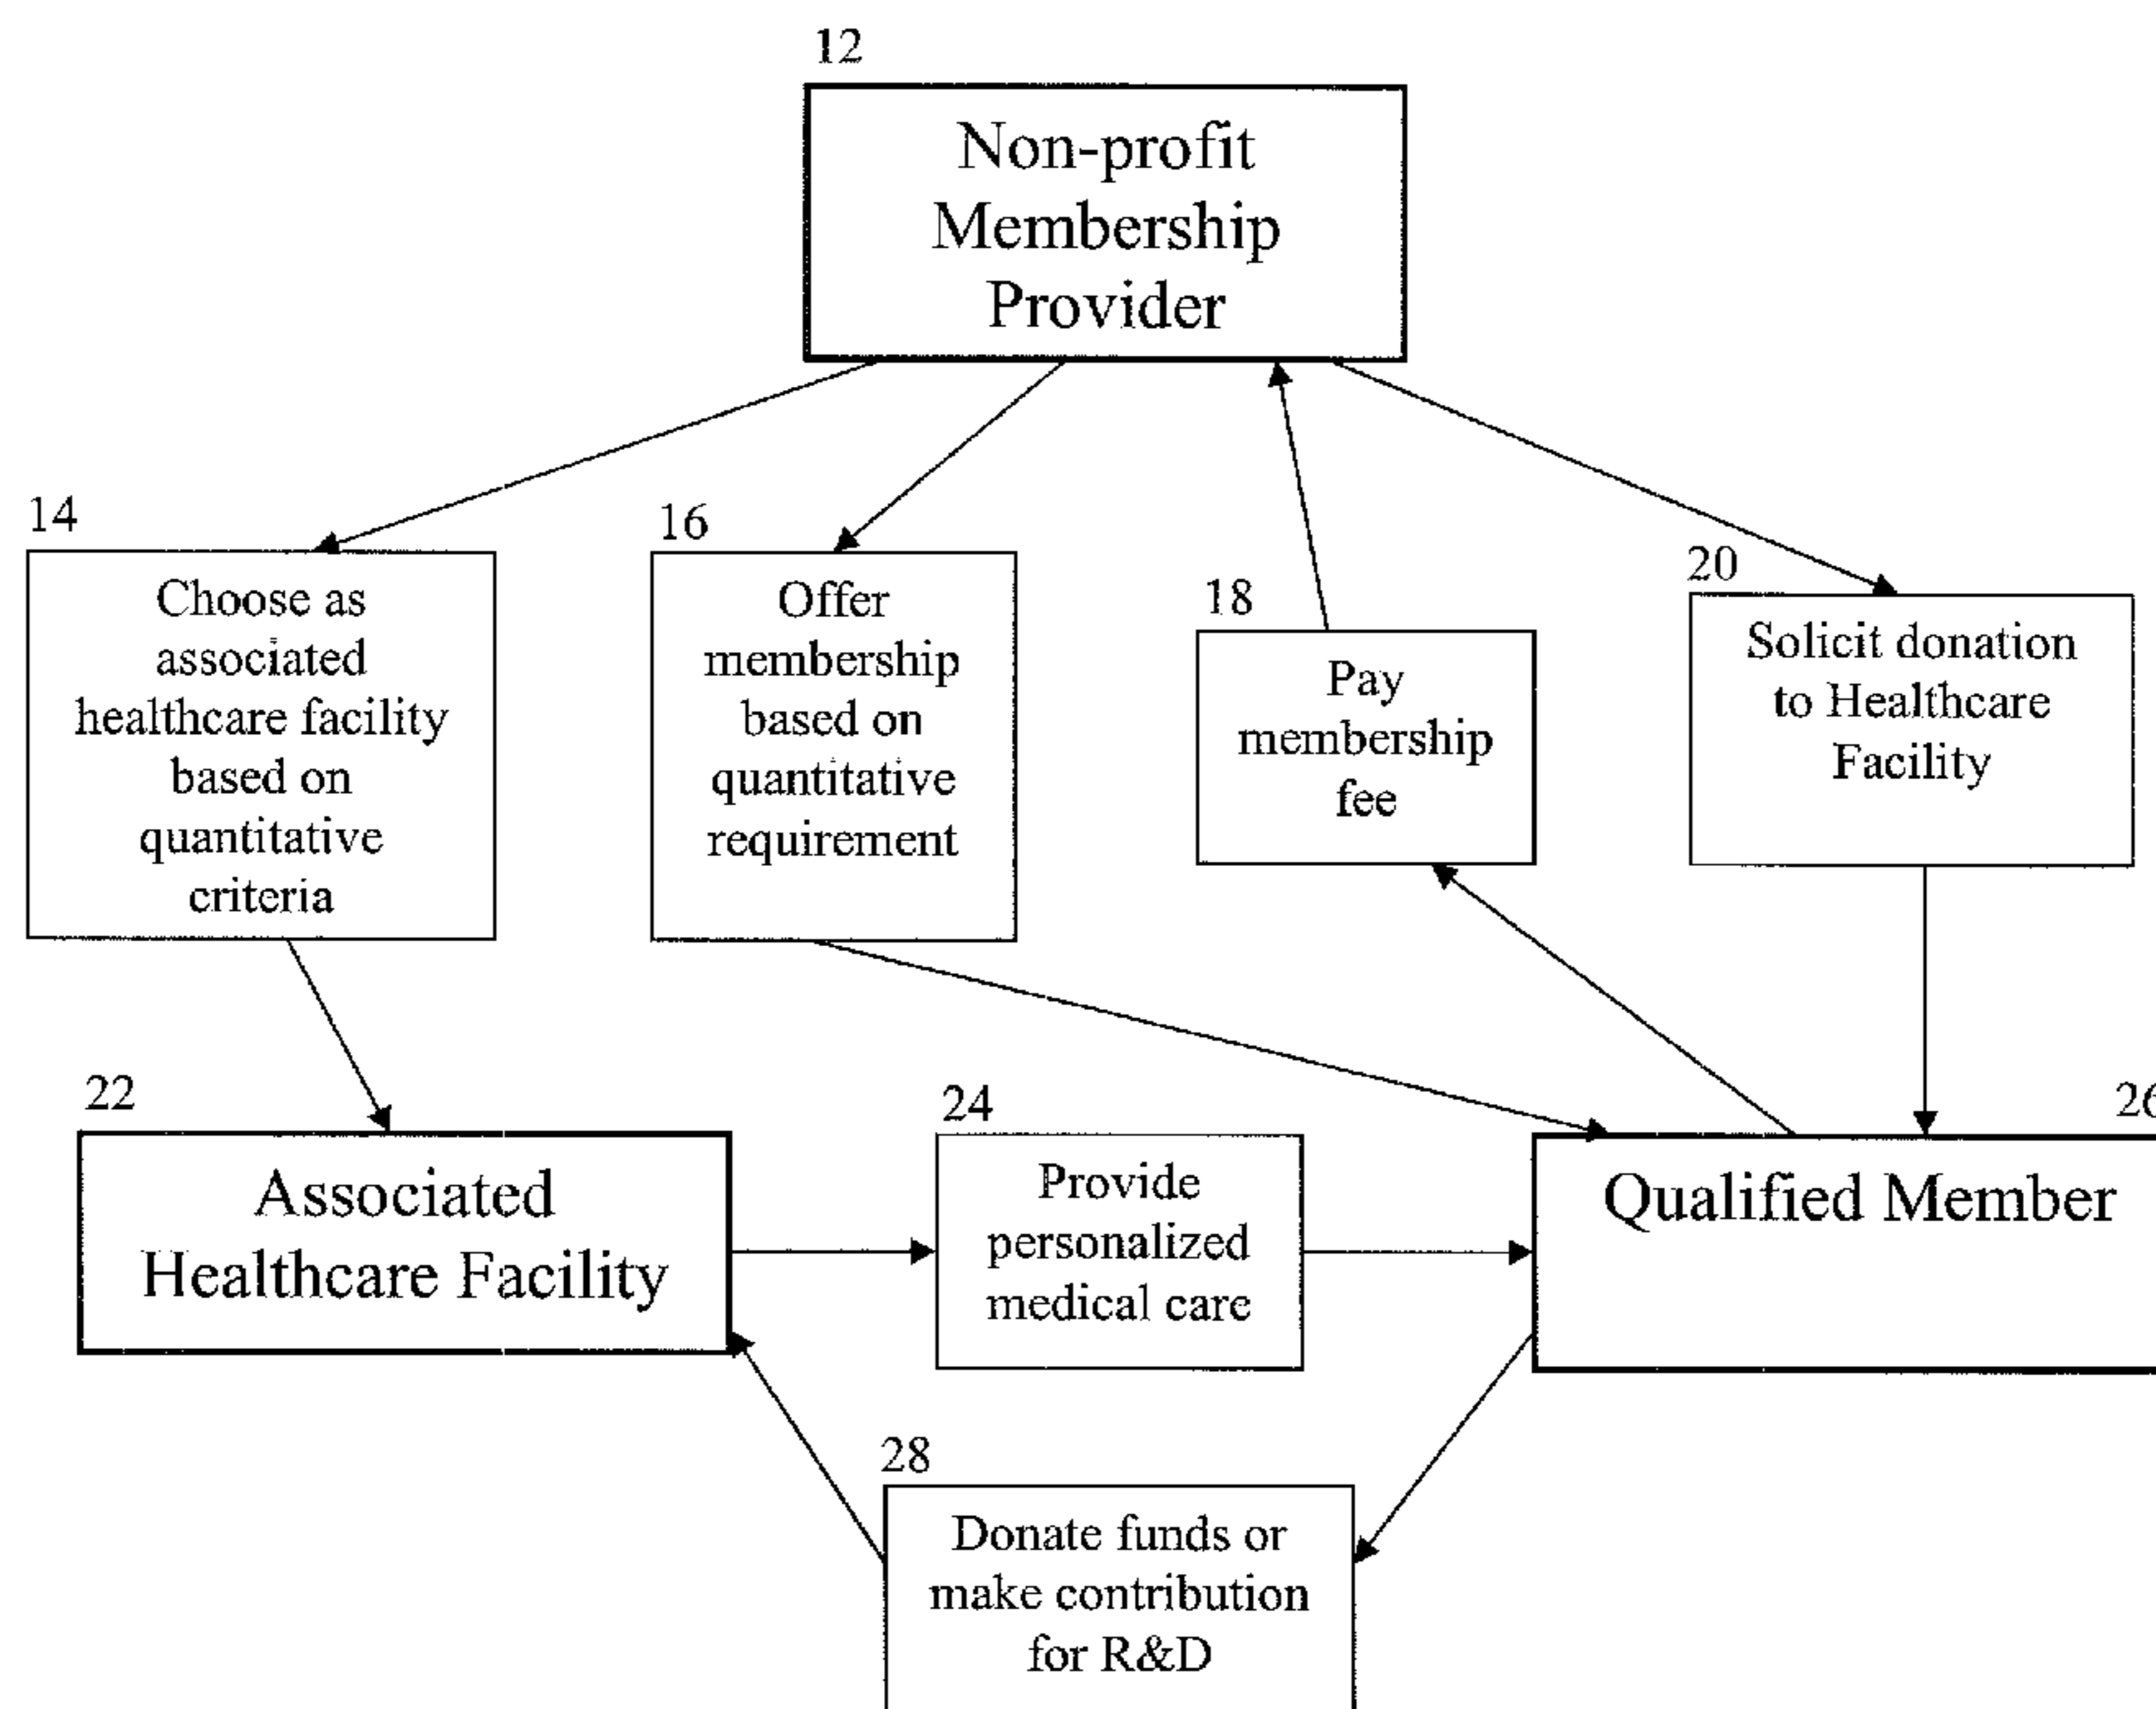 12
Non-profit
Membership
Provider
14
Choose as
associated
healthcare facility
based on
quantitative
criteria
16
Offer
membership
based on
quantitative
requirement
18
Pay
membership
fee
20
Solicit donation
to Healthcare
Facility
22
Associated
Healthcare Facility
24
Provide
personalized
medical care
26
Qualified Member
28
Donate funds or
make contribution
for R&D